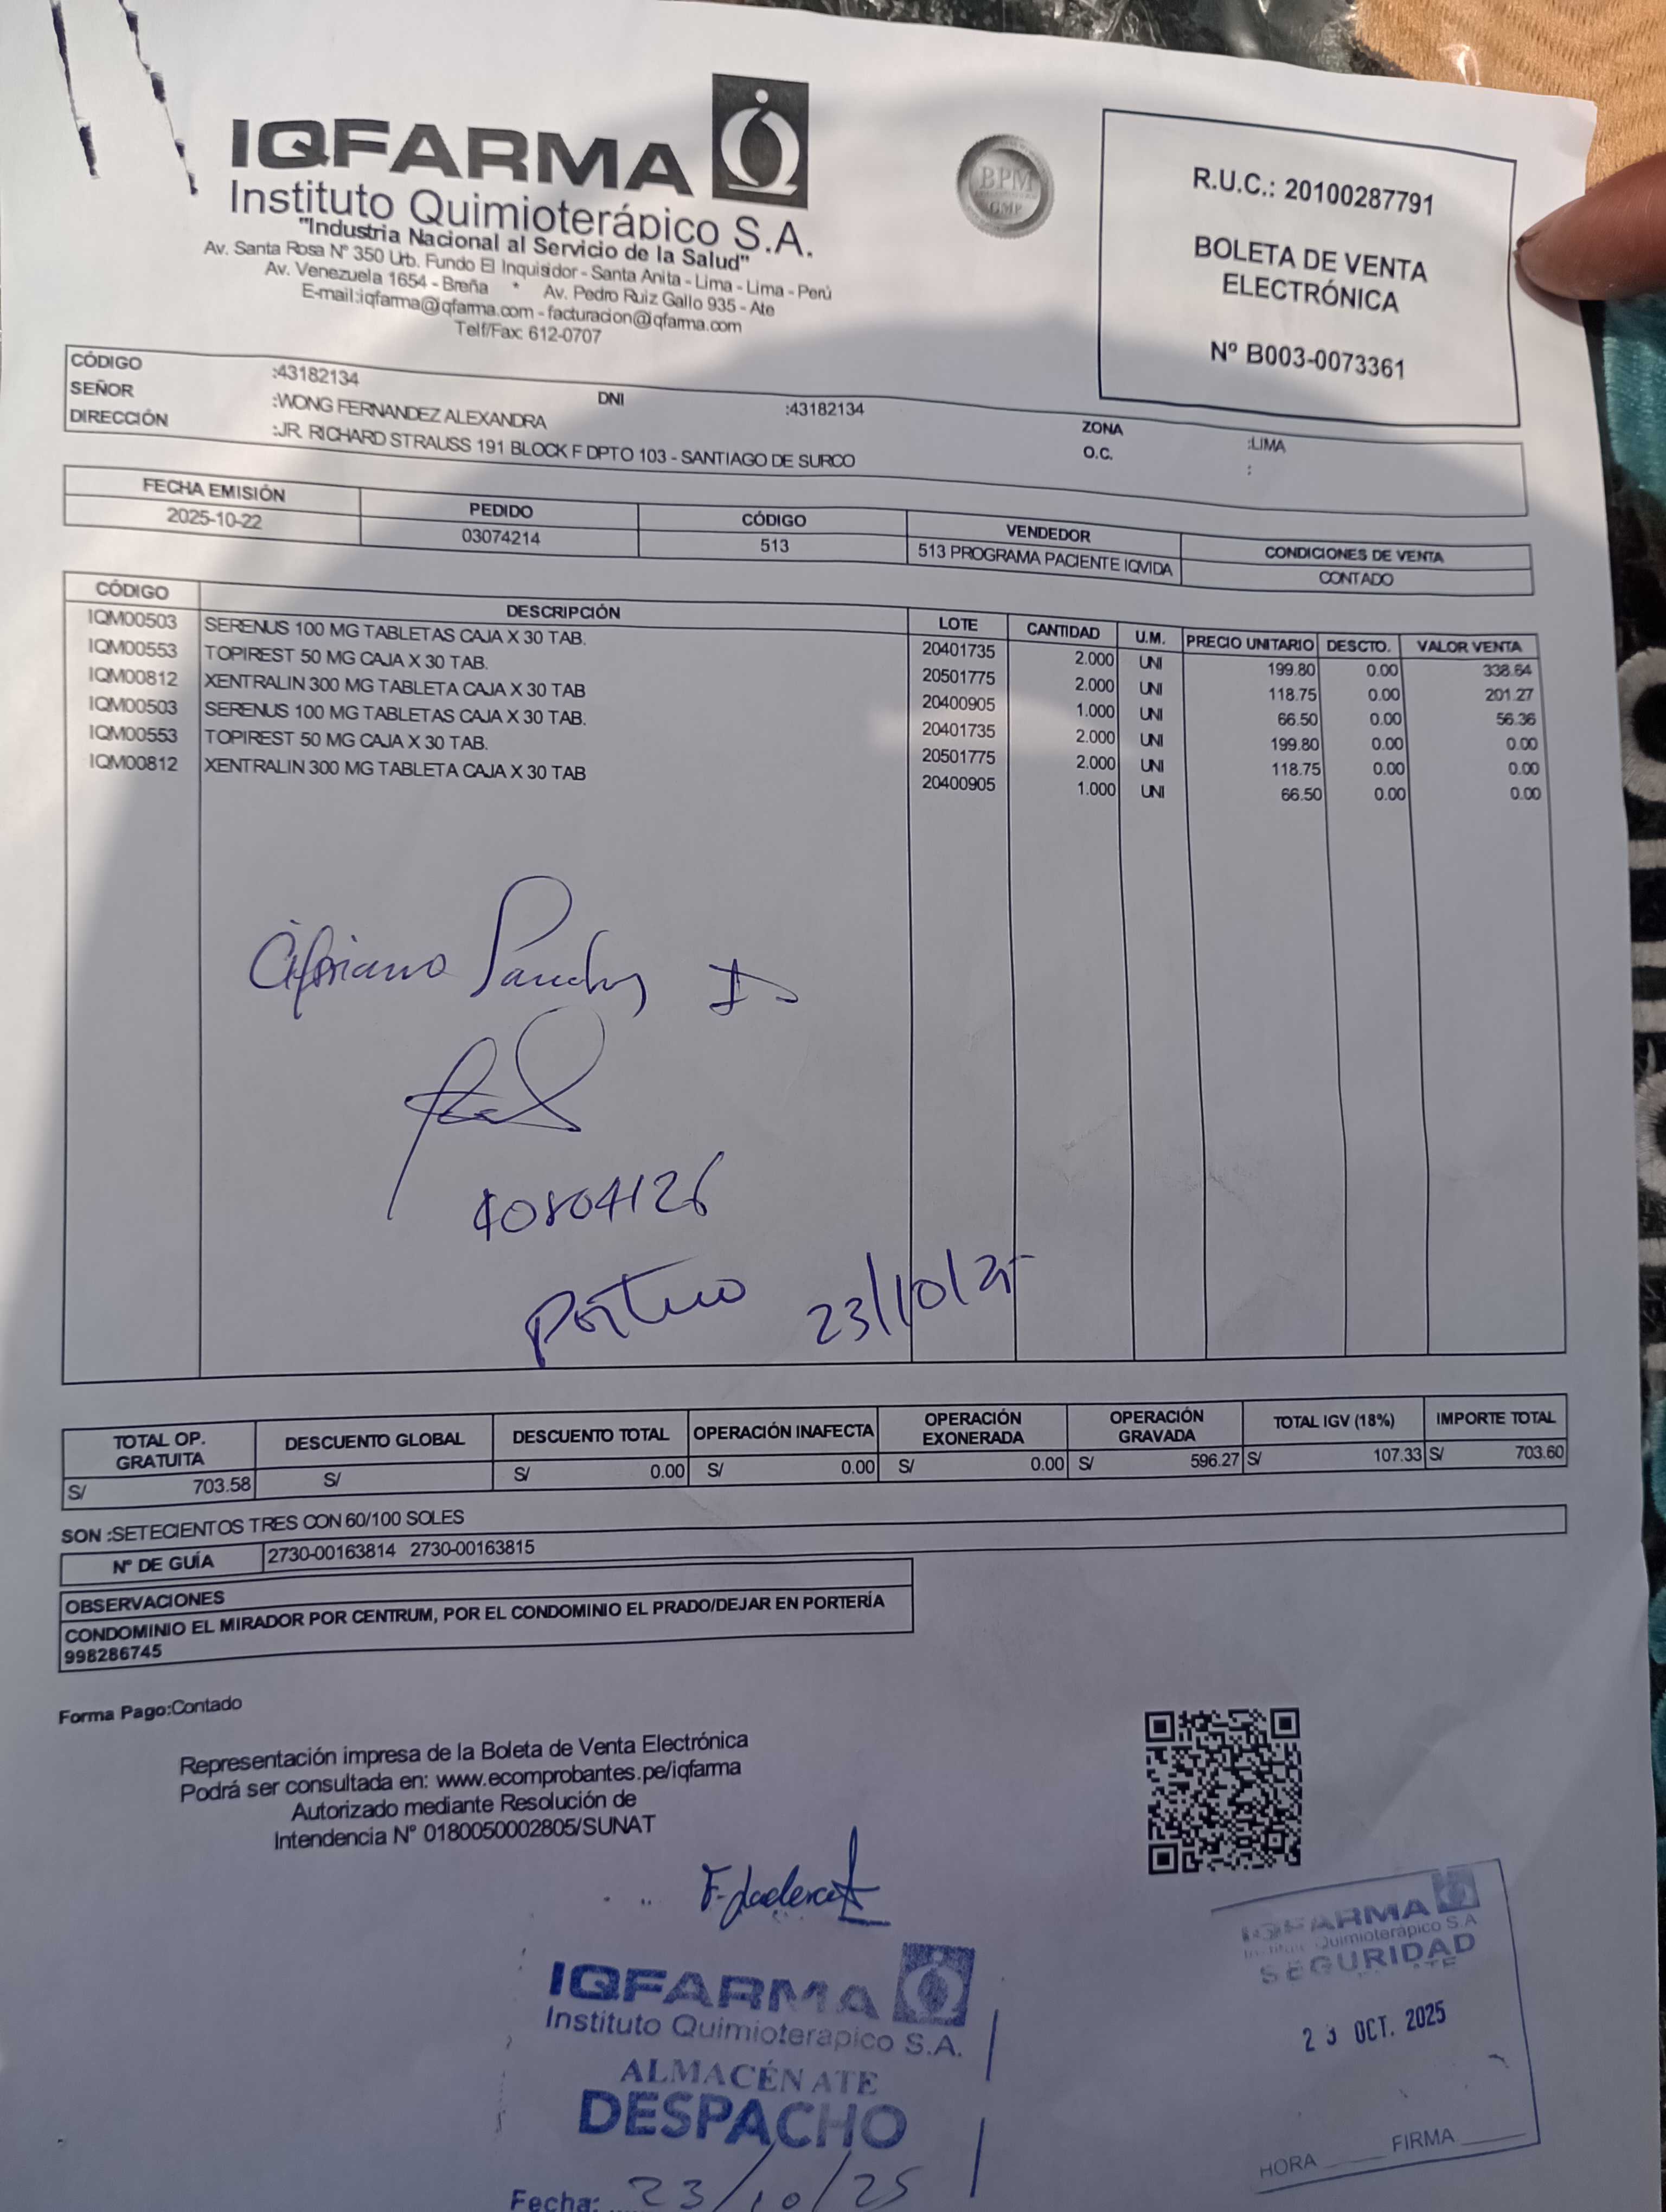 IQFARMA
Instituto Quimioterápico S.A.
"Industria Nacional al Servicio de la Salud"
Av. Santa Rosa N° 350 Urb. Fundo El Inquisidor - Santa Anita - Lima - Lima - Perú
Av. Venezuela 1654 - Breña * Av. Pedro Ruiz Gallo 935 - Ate
E-mail:iqfarma@iqfarma.com - facturacion@iqfarma.com
Telf/Fax: 612-0707
BPM
GMP
R.U.C.: 20100287791
BOLETA DE VENTA
ELECTRÓNICA
Nº B003-0073361
CÓDIGO :43182134 DNI :43182134 ZONA :LIMA
SEÑOR :WONG FERNANDEZ ALEXANDRA O.C. :
DIRECCIÓN :JR. RICHARD STRAUSS 191 BLOCK F DPTO 103 - SANTIAGO DE SURCO
FECHA EMISIÓN PEDIDO CÓDIGO VENDEDOR CONDICIONES DE VENTA
2025-10-22 03074214 513 513 PROGRAMA PACIENTE IQVIDA CONTADO
CÓDIGO DESCRIPCIÓN LOTE CANTIDAD U.M. PRECIO UNITARIO DESCTO. VALOR VENTA
IQM00503 SERENUS 100 MG TABLETAS CAJA X 30 TAB. 20401735 2.000 UNI 199.80 0.00 338.64
IQM00553 TOPIREST 50 MG CAJA X 30 TAB. 20501775 2.000 UNI 118.75 0.00 201.27
IQM00812 XENTRALIN 300 MG TABLETA CAJA X 30 TAB 20400905 1.000 UNI 66.50 0.00 56.36
IQM00503 SERENUS 100 MG TABLETAS CAJA X 30 TAB. 20401735 2.000 UNI 199.80 0.00 0.00
IQM00553 TOPIREST 50 MG CAJA X 30 TAB. 20501775 2.000 UNI 118.75 0.00 0.00
IQM00812 XENTRALIN 300 MG TABLETA CAJA X 30 TAB 20400905 1.000 UNI 66.50 0.00 0.00
Cipriano
40804126
23/10/25
TOTAL OP. GRATUITA DESCUENTO GLOBAL DESCUENTO TOTAL OPERACIÓN INAFECTA OPERACIÓN EXONERADA OPERACIÓN GRAVADA TOTAL IGV (18%) IMPORTE TOTAL
S/ 703.58 S/ S/ 0.00 S/ 0.00 S/ 0.00 S/ 596.27 S/ 107.33 S/ 703.60
SON :SETECIENTOS TRES CON 60/100 SOLES
Nº DE GUÍA 2730-00163814 2730-00163815
OBSERVACIONES
CONDOMINIO EL MIRADOR POR CENTRUM, POR EL CONDOMINIO EL PRADO/DEJAR EN PORTERÍA
998286745
Forma Pago:Contado
Representación impresa de la Boleta de Venta Electrónica
Podrá ser consultada en: www.ecomprobantes.pe/iqfarma
Autorizado mediante Resolución de
Intendencia N° 0180050002805/SUNAT
IQFARMA
Instituto Quimioterapico S.A.
ALMACÉN ATE
DESPACHO
Fecha: 23/10/25
IQFARMA
Quimioterápico S.A
SEGURIDAD
23 OCT. 2025
HORA FIRMA